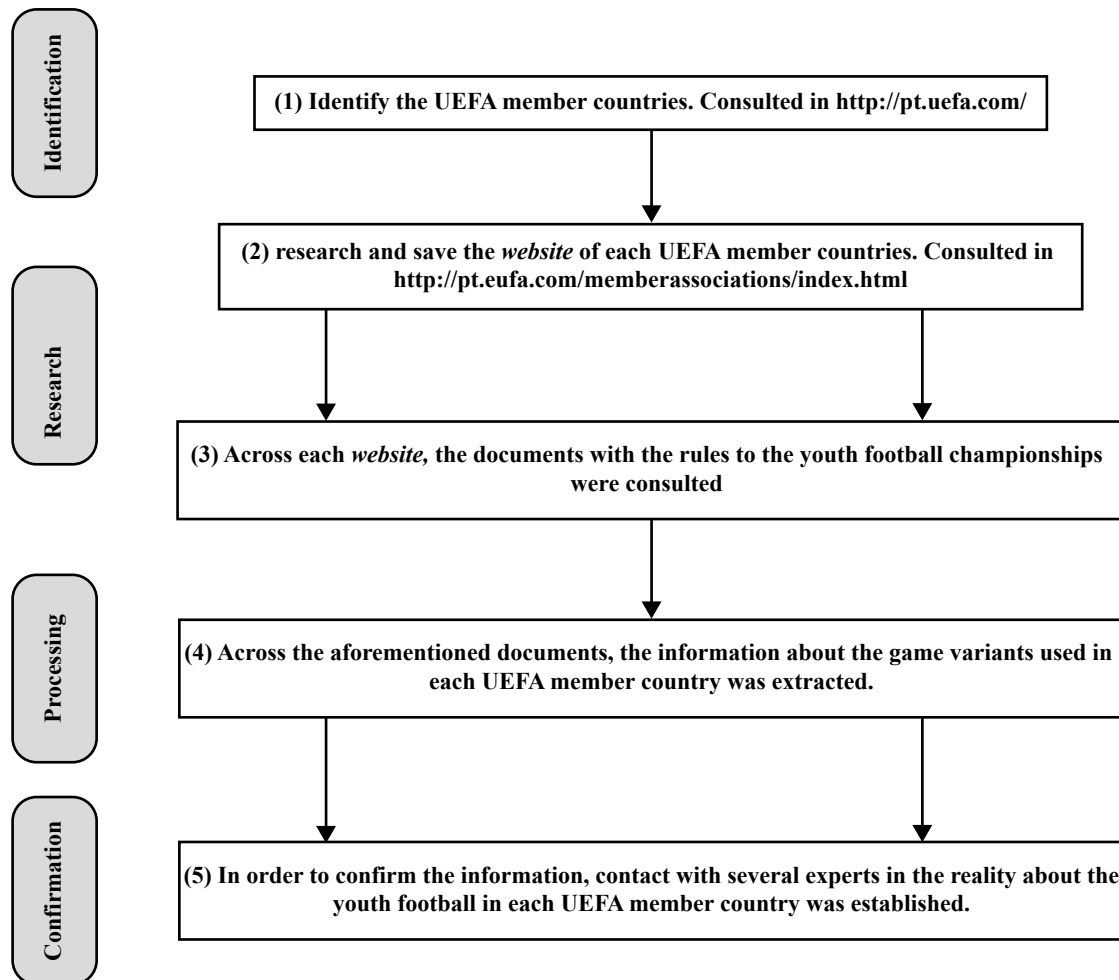 Identification
(1) Identify the UEFA member countries. Consulted in http://pt.uefa.com/
Research
(2) research and save the website of each UEFA member countries. Consulted in
http://pt.eufa.com/memberassociations/index.html
(3) Across each website, the documents with the rules to the youth football championships
were consulted
Processing
(4) Across the aforementioned documents, the information about the game variants used in
each UEFA member country was extracted.
Confirmation
(5) In order to confirm the information, contact with several experts in the reality about the
youth football in each UEFA member country was established.